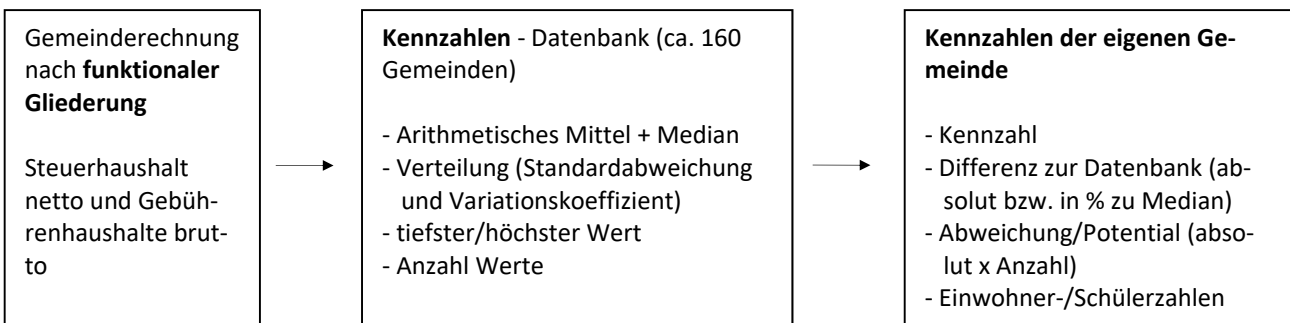 Gemeinderechnung
nach funktionaler
Gliederung
Steuerhaushalt
netto und Gebüh-
renhaushalte brut-
to
Kennzahlen - Datenbank (ca. 160
Gemeinden)
- Arithmetisches Mittel + Median
- Verteilung (Standardabweichung
und Variationskoeffizient)
- tiefster/höchster Wert
- Anzahl Werte
Kennzahlen der eigenen Ge-
meinde
- Kennzahl
- Differenz zur Datenbank (ab-
solut bzw. in % zu Median)
- Abweichung/Potential (abso-
lut x Anzahl)
- Einwohner-/Schülerzahlen